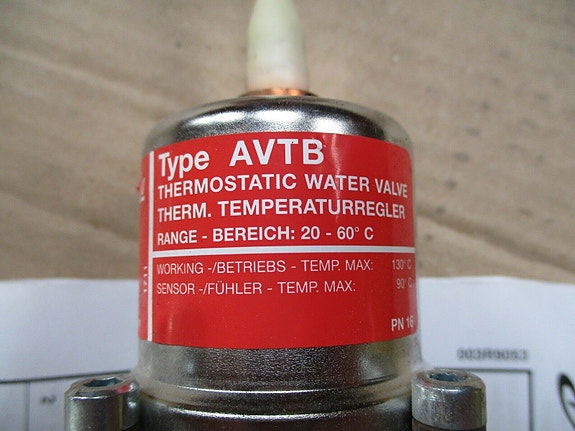 Type AVTB
THERMOSTATIC WATER VALVE
THERM. TEMPERATURREGLER
RANGE - BEREICH: 20 - 60° C
WORKING -/BETRIEBS - TEMP. MAX: 130° C
SENSOR -/FÜHLER - TEMP. MAX: 90° C
PN 16
003R9053